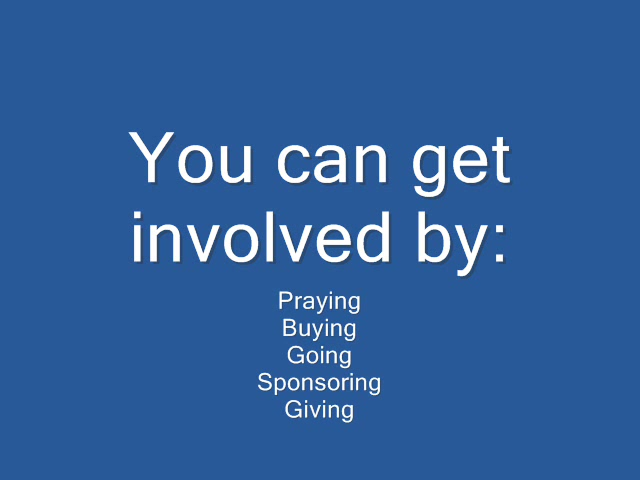 You can get
involved by:
Praying
Buying
Going
Sponsoring
Giving